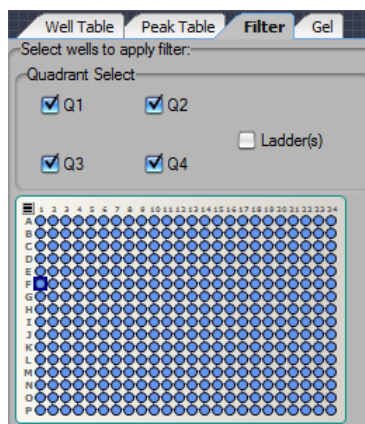 Well Table Peak Table Filter Gel
Select wells to apply filter:
Quadrant Select
Q1 Q2
Ladder(s)
Q3 Q4
1 2 3 4 5 6 7 8 9 10 11 12 13 14 15 16 17 18 19 20 21 22 23 24
A
B
C
D
E
F
G
H
I
J
K
L
M
N
O
P